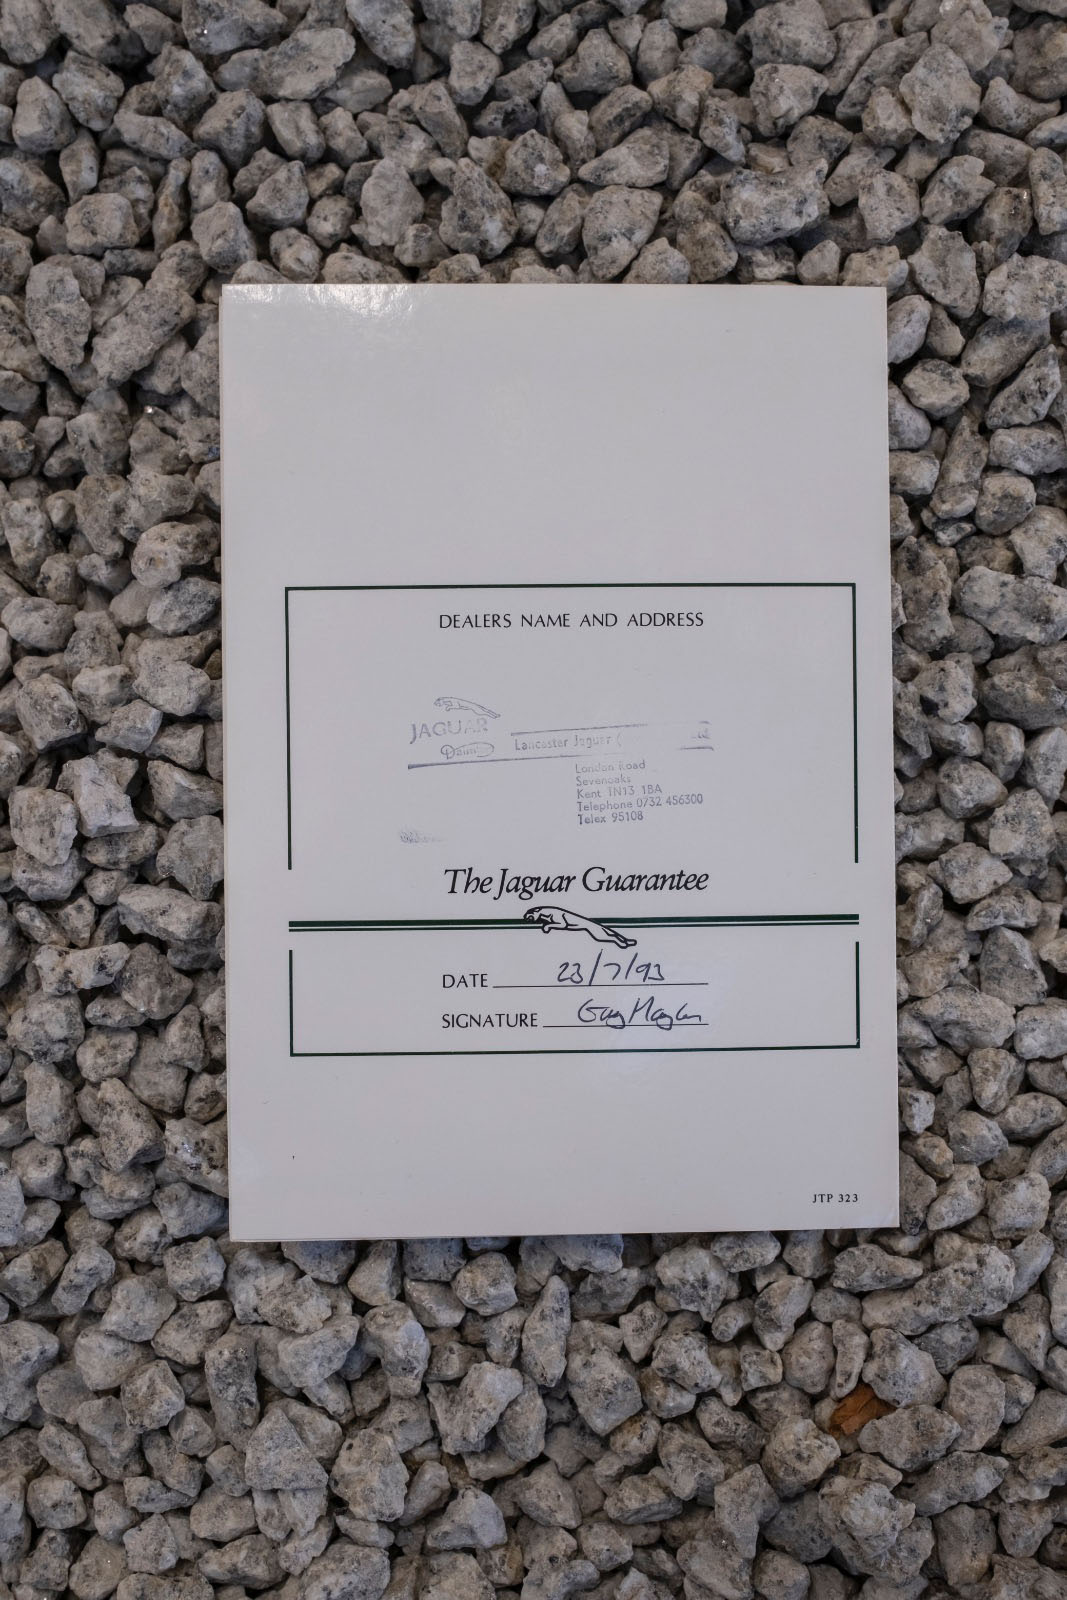 DEALERS NAME AND ADDRESS
JAGUAR
Daimler
Lancaster Jaguar (
London Road
Sevenoaks
Kent TN13 1BA
Telephone 0732 456300
Telex 95108
The Jaguar Guarantee
DATE 23/7/93
SIGNATURE
JTP 323